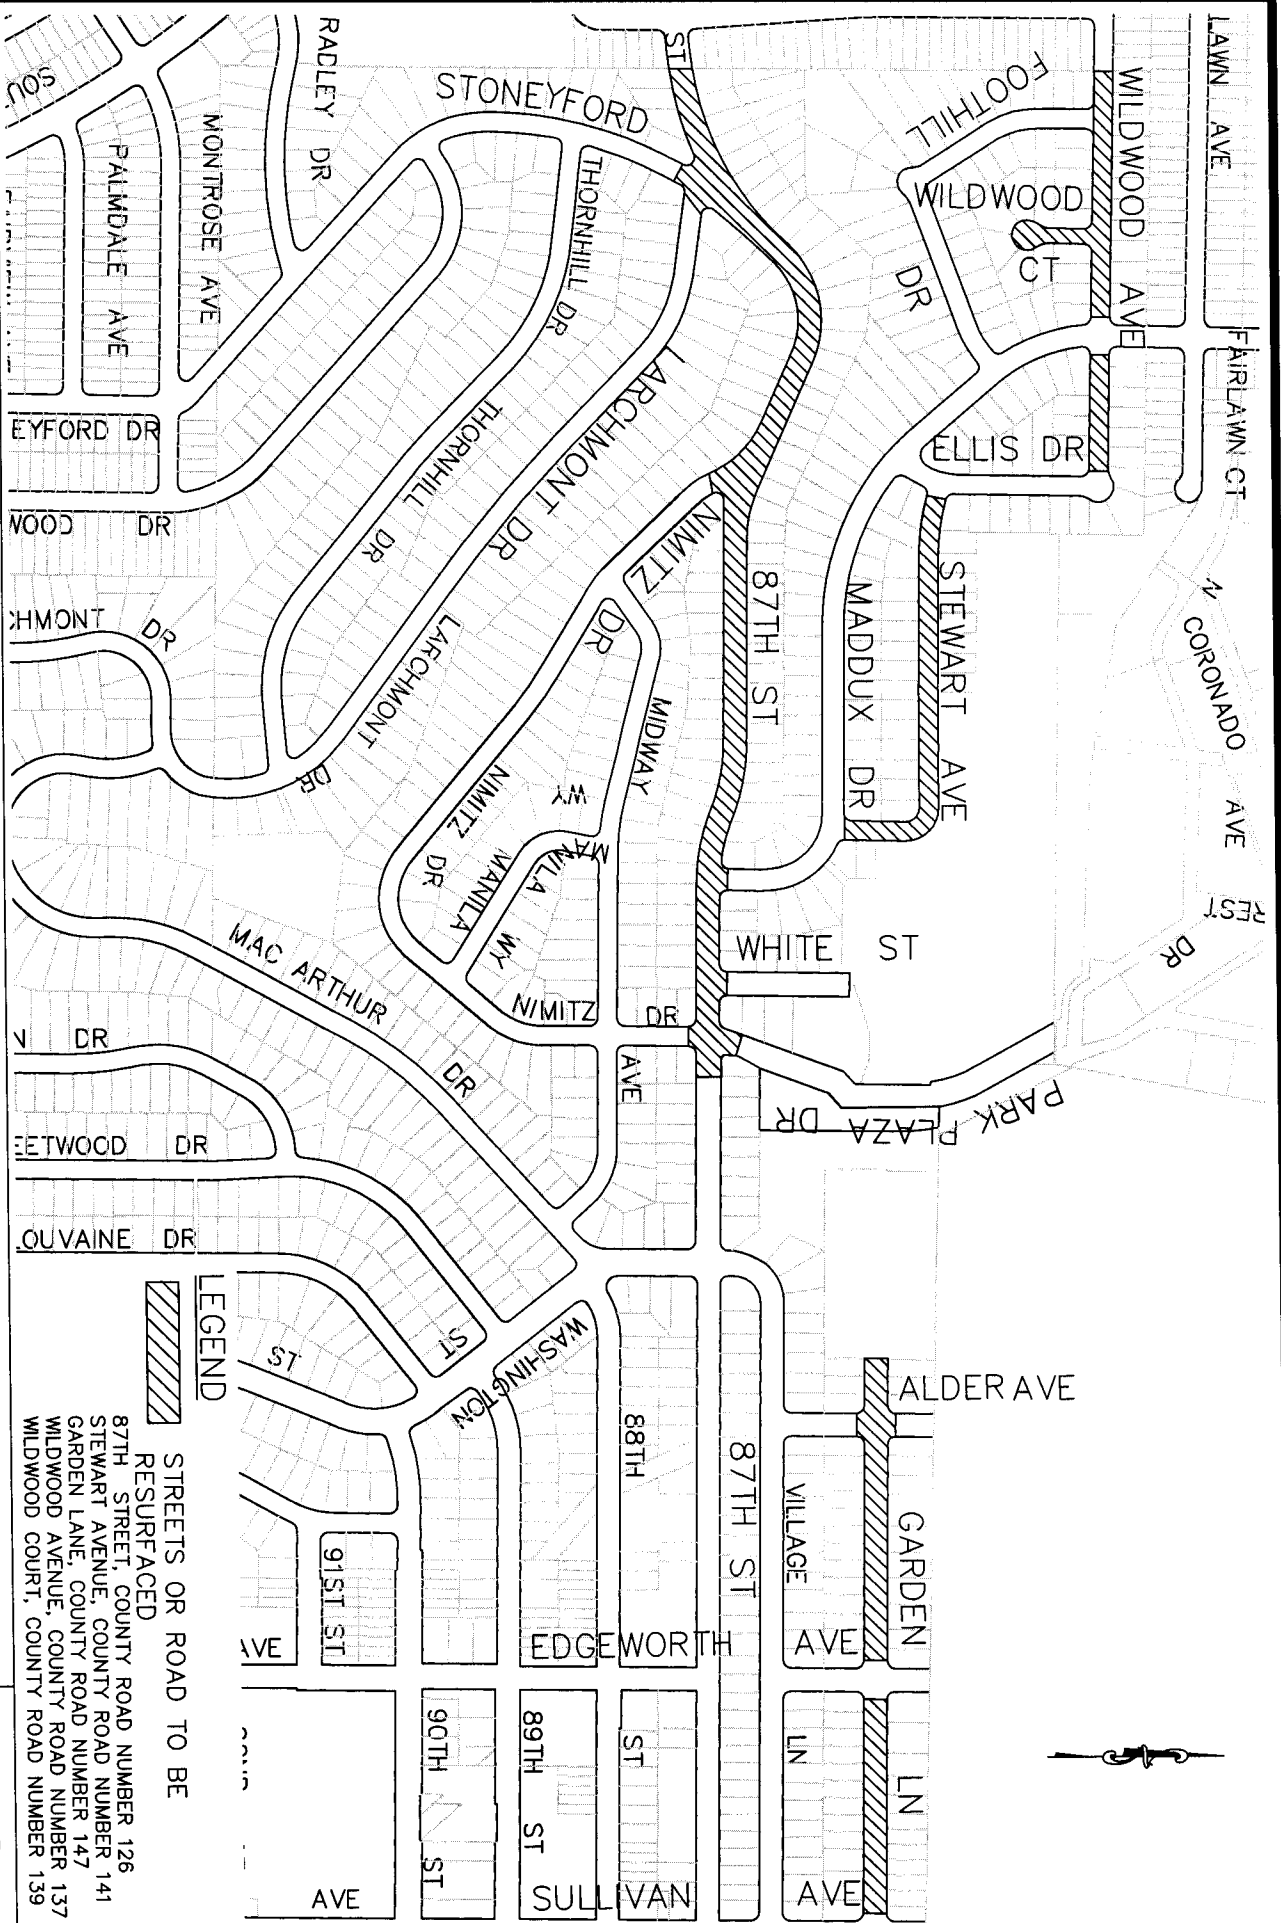 LAWN AVE
FAIRLAWN CT
WILDWOOD AVE
FOOTHILL
DR
WILDWOOD
CT
ELLIS DR
STEWART AVE
N CORONADO AVE
REST
DR
ST
STONEYFORD
RADLEY DR
MONTROSE AVE
PALMDALE AVE
SOU
EYFORD DR
WOOD DR
THORNHILL DR
THORNHILL DR
LARCHMONT DR
LARCHMONT
DR
CHMONT DR
NIMITZ
DR
87TH ST
MADDUX DR
MIDWAY
WY
MANILA
MANILA
WY
NIMITZ
DR
NIMITZ DR
AVE
WHITE ST
PARK PLAZA DR
MAC ARTHUR DR
N DR
EETWOOD DR
LOUVAINE DR
ST
ST
WASHINGTON
88TH
ST
87TH ST
ALDER AVE
VILLAGE
LN
GARDEN
LN
91ST ST
AVE
EDGEWORTH AVE
90TH
ST
89TH
ST
AVE
SULLIVAN AVE
LEGEND
STREETS OR ROAD TO BE
RESURFACED
87TH STREET, COUNTY ROAD NUMBER 126
STEWART AVENUE, COUNTY ROAD NUMBER 141
GARDEN LANE, COUNTY ROAD NUMBER 147
WILDWOOD AVENUE, COUNTY ROAD NUMBER 137
WILDWOOD COURT, COUNTY ROAD NUMBER 139